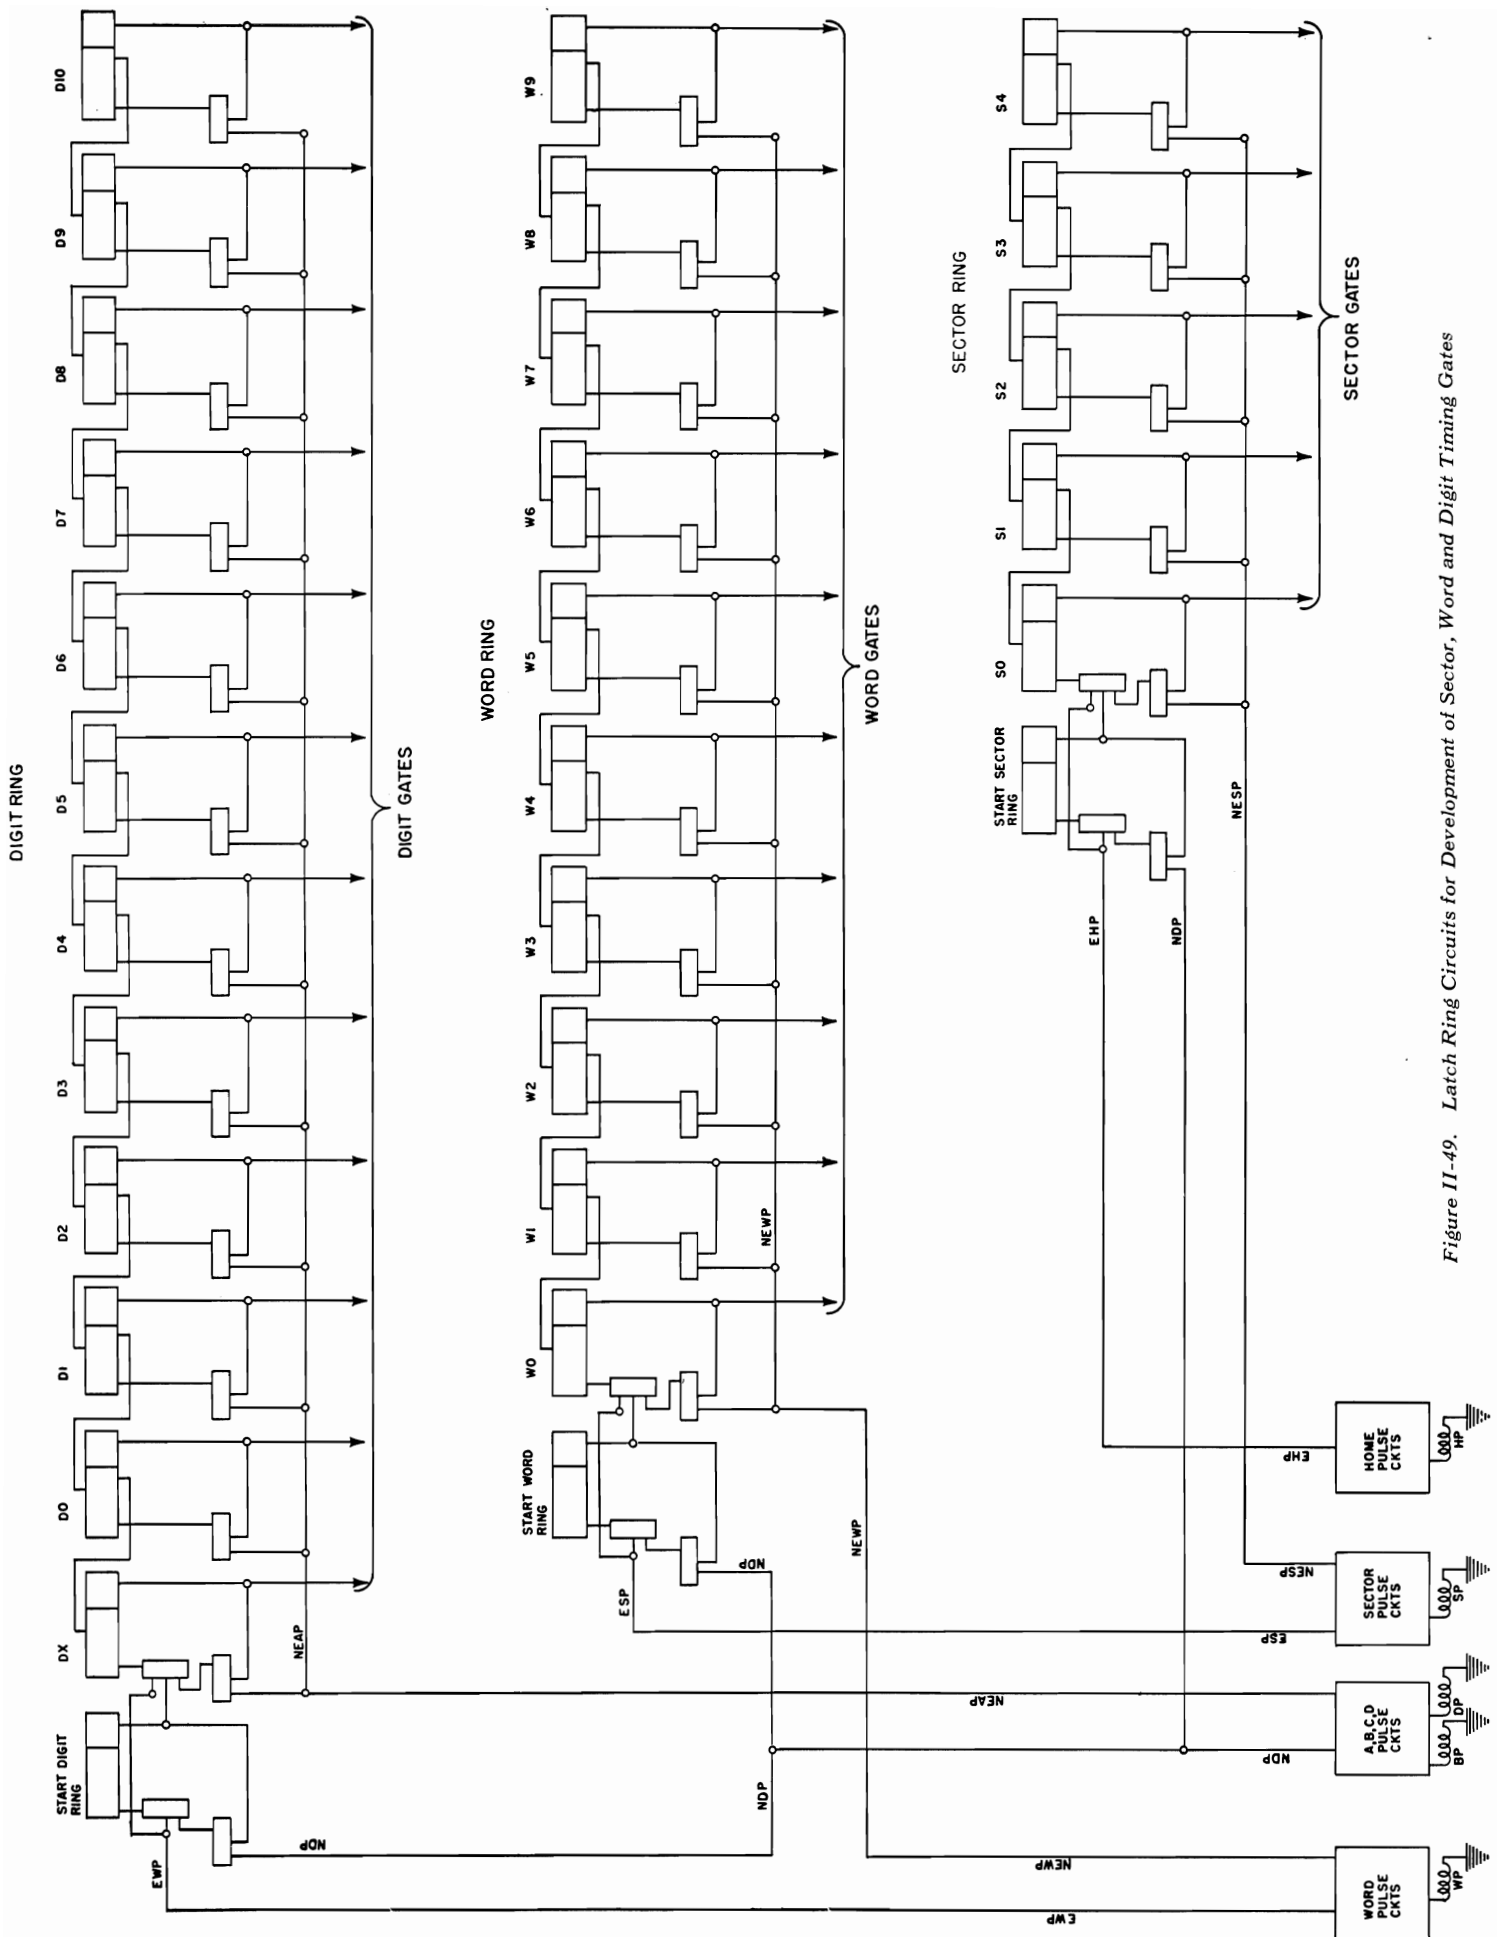 DIGIT RING
START DIGIT
RING
DX
D0
D1
D2
D3
D4
D5
D6
D7
D8
D9
D10
EWP
NDP
NEAP
DIGIT GATES
WORD RING
START WORD
RING
W0
W1
W2
W3
W4
W5
W6
W7
W8
W9
ESP
NDP
NDP
NEWP
NEWP
WORD GATES
SECTOR RING
START SECTOR
RING
S0
S1
S2
S3
S4
EHP
NDP
NESP
SECTOR GATES
EWP
NEWP
NEAP
NDP
ESP
NESP
EHP
WORD
PULSE
CKTS
WP
A,B,C,D
PULSE
CKTS
BP
DP
SECTOR
PULSE
CKTS
SP
HOME
PULSE
CKTS
HP
Figure II-49. Latch Ring Circuits for Development of Sector, Word and Digit Timing Gates